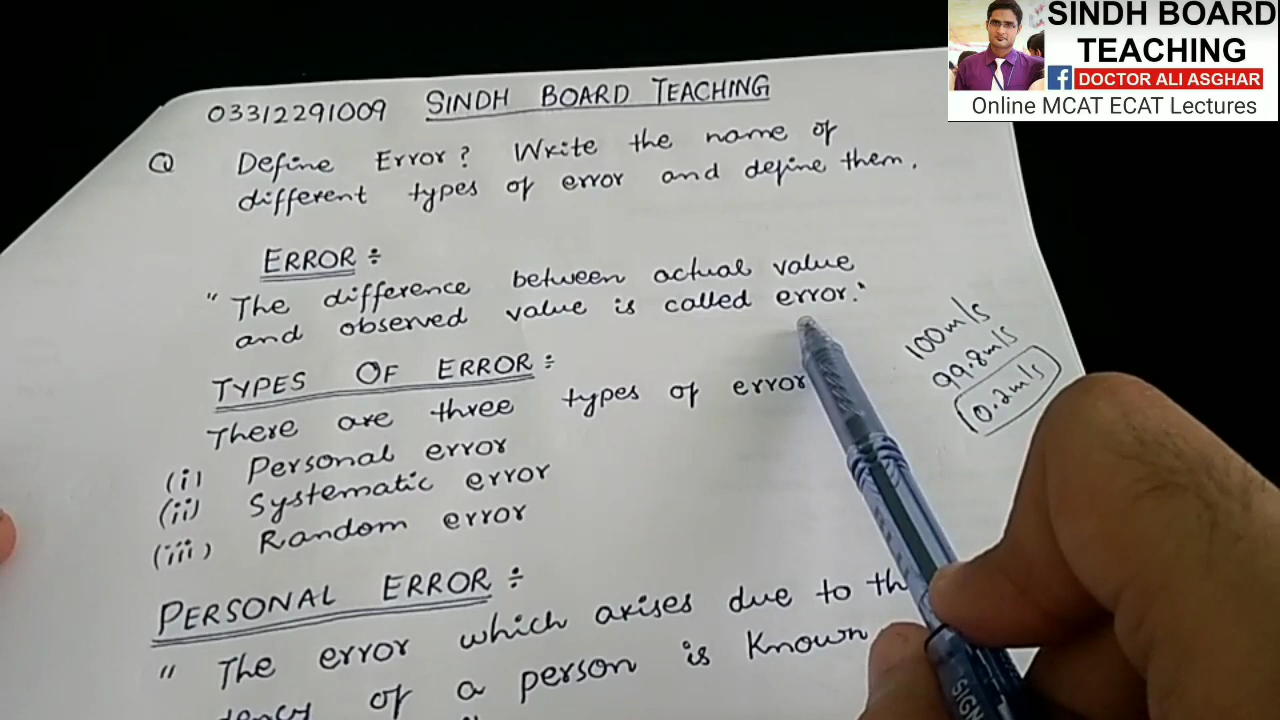 SINDH BOARD
TEACHING
DOCTOR ALI ASGHAR
Online MCAT ECAT Lectures
03312291009 SINDH BOARD TEACHING
Q Define Error? Write the name of
different types of error and define them.
ERROR÷
"The difference between actual value
and observed value is called error."
100m/s
99.8m/s
0.2m/s
TYPES OF ERROR÷
There are three types of error
(i) Personal error
(ii) Systematic error
(iii) Random error
PERSONAL ERROR÷
" The error which arises due to
of a person is known
SIGN